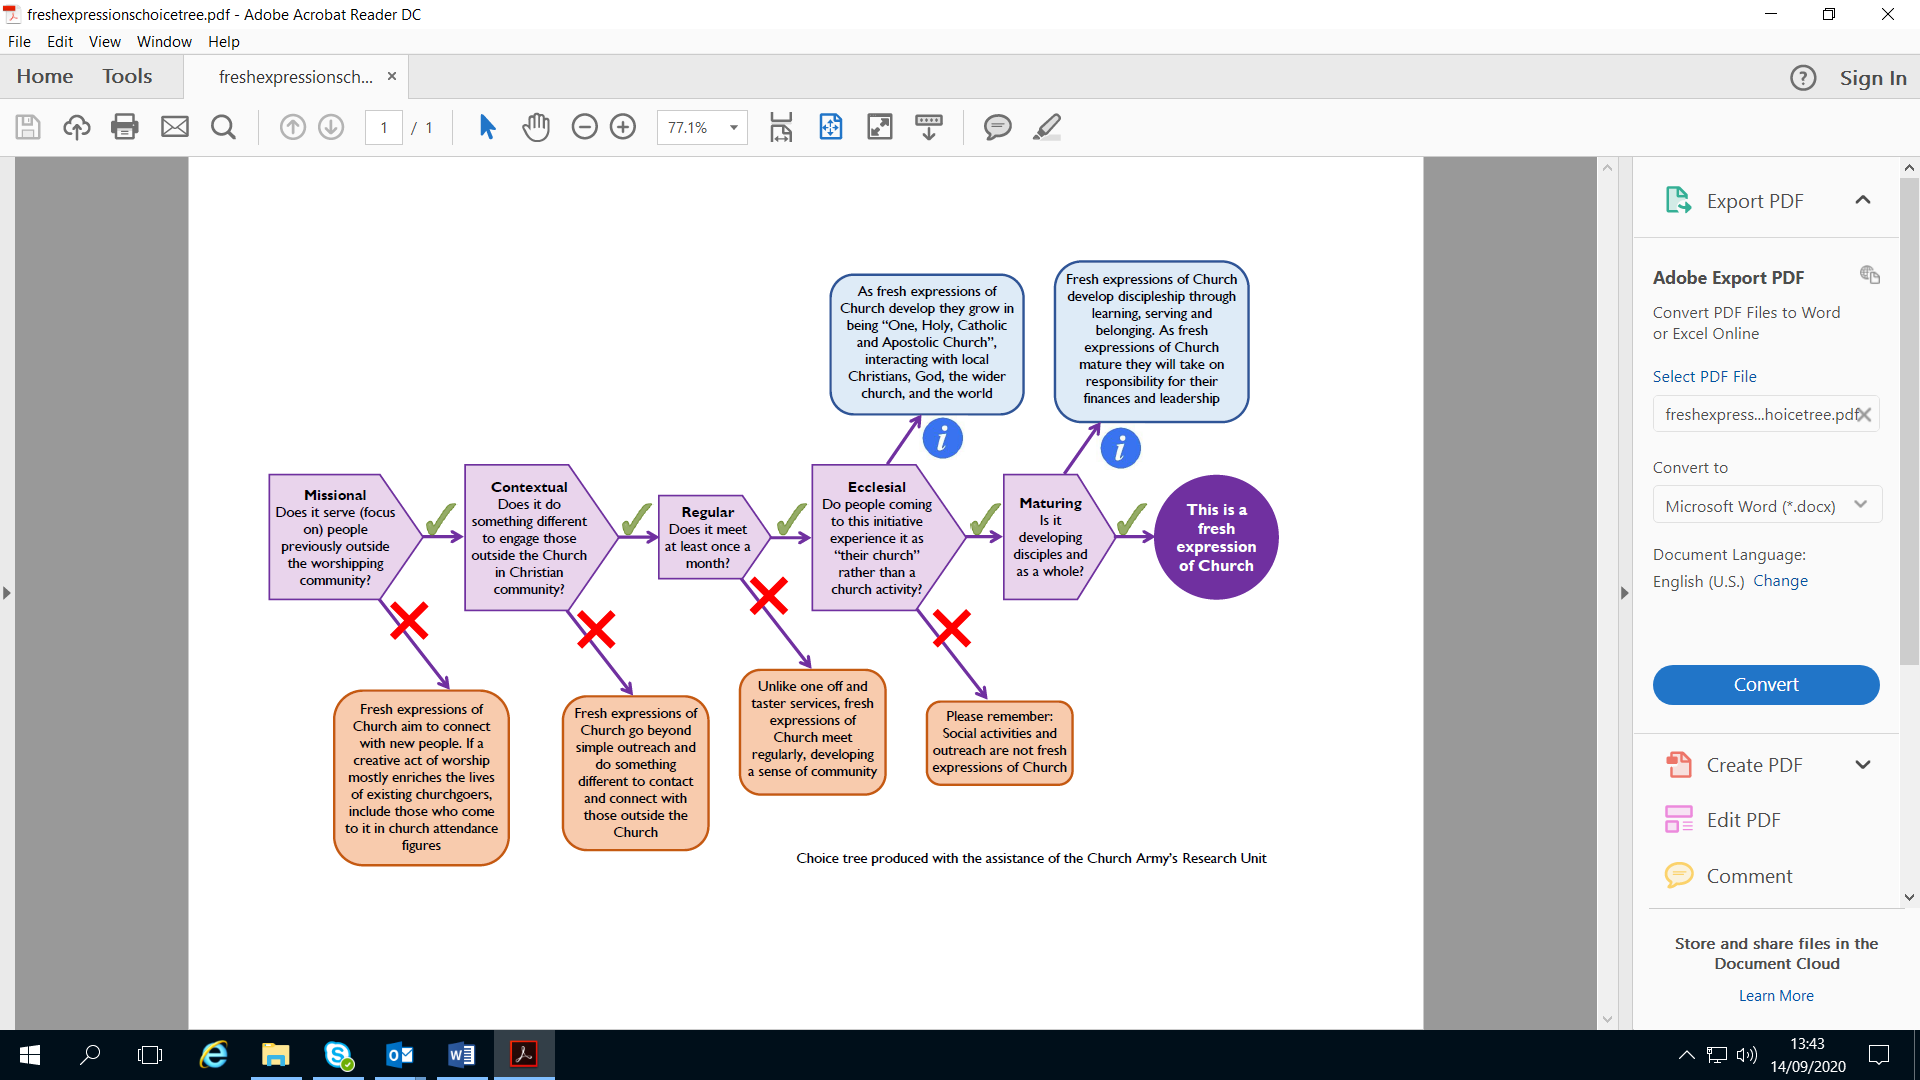 freshexpressionschoicetree.pdf - Adobe Acrobat Reader DC
File Edit View Window Help
Home Tools freshexpressionsch... × ? Sign In
1 / 1 77.1%
As fresh expressions of
Church develop they grow in
being “One, Holy, Catholic
and Apostolic Church”,
interacting with local
Christians, God, the wider
church, and the world
i
Fresh expressions of Church
develop discipleship through
learning, serving and
belonging. As fresh
expressions of Church
mature they will take on
responsibility for their
finances and leadership
i
Missional
Does it serve (focus
on) people
previously outside
the worshipping
community?
Contextual
Does it do
something different
to engage those
outside the Church
in Christian
community?
Regular
Does it meet
at least once a
month?
Ecclesial
Do people coming
to this initiative
experience it as
“their church”
rather than a
church activity?
Maturing
Is it
developing
disciples and
as a whole?
This is a
fresh
expression
of Church
Fresh expressions of
Church aim to connect
with new people. If a
creative act of worship
mostly enriches the lives
of existing churchgoers,
include those who come
to it in church attendance
figures
Fresh expressions of
Church go beyond
simple outreach and
do something
different to contact
and connect with
those outside the
Church
Unlike one off and
taster services, fresh
expressions of
Church meet
regularly, developing
a sense of community
Please remember:
Social activities and
outreach are not fresh
expressions of Church
Choice tree produced with the assistance of the Church Army’s Research Unit
Export PDF
Adobe Export PDF
Convert PDF Files to Word
or Excel Online
Select PDF File
freshexpress...hoicetree.pdf
Convert to
Microsoft Word (*.docx)
Document Language:
English (U.S.) Change
Convert
Create PDF
Edit PDF
Comment
Store and share files in the
Document Cloud
Learn More
13:43
14/09/2020